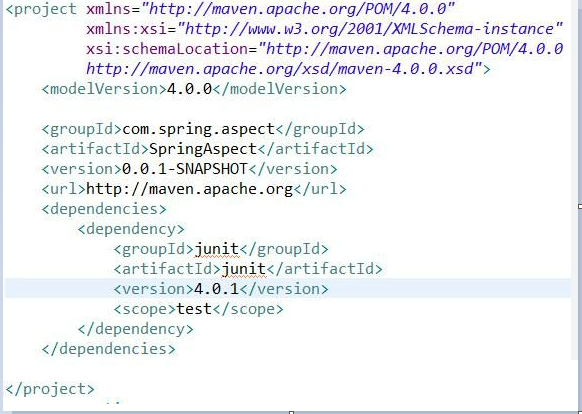 <project xmlns="http://maven.apache.org/POM/4.0.0"
xmlns:xsi="http://www.w3.org/2001/XMLSchema-instance"
xsi:schemaLocation="http://maven.apache.org/POM/4.0.0
http://maven.apache.org/xsd/maven-4.0.0.xsd">
<modelVersion>4.0.0</modelVersion>
<groupId>com.spring.aspect</groupId>
<artifactId>SpringAspect</artifactId>
<version>0.0.1-SNAPSHOT</version>
<url>http://maven.apache.org</url>
<dependencies>
<dependency>
<groupId>junit</groupId>
<artifactId>junit</artifactId>
<version>4.0.1</version>
<scope>test</scope>
</dependency>
</dependencies>
</project>